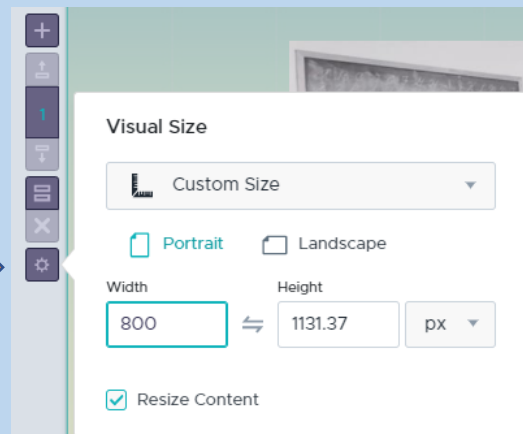 1
Visual Size
Custom Size
Portrait Landscape
Width Height
800 1131.37 px
Resize Content